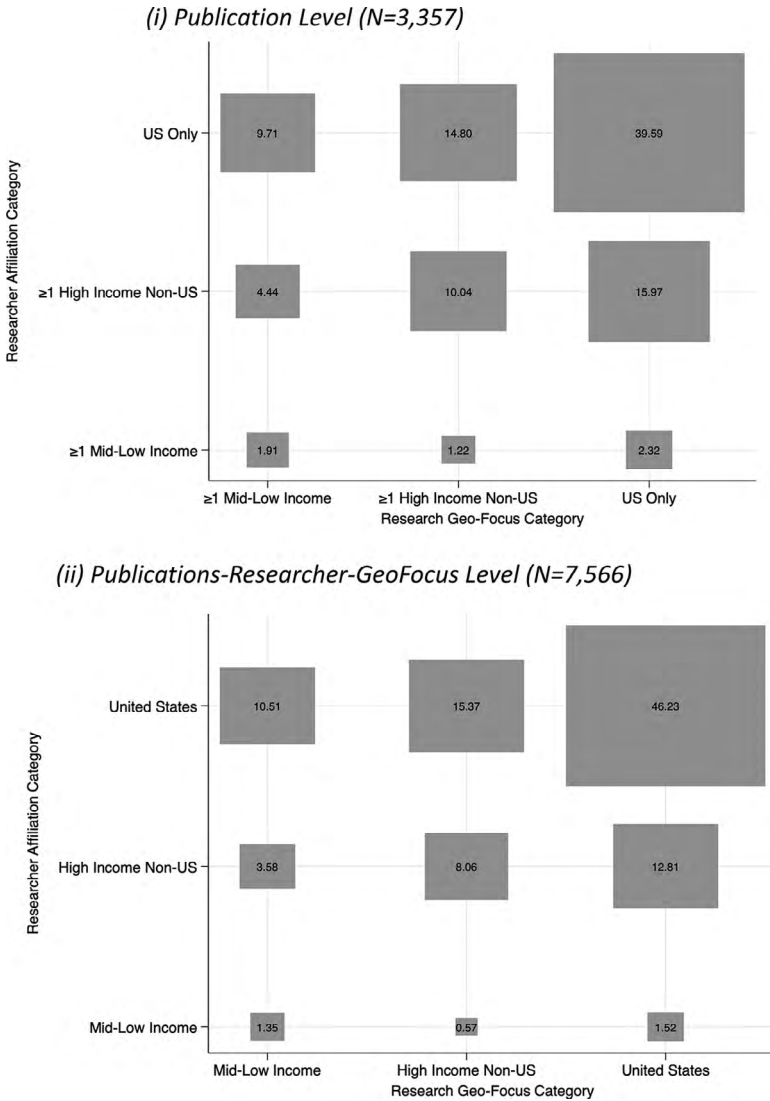 (i) Publication Level (N=3,357)
Researcher Affiliation Category
US Only
9.71
14.80
39.59
≥1 High Income Non-US
4.44
10.04
15.97
≥1 Mid-Low Income
1.91
1.22
2.32
≥1 Mid-Low Income
≥1 High Income Non-US
US Only
Research Geo-Focus Category
(ii) Publications-Researcher-GeoFocus Level (N=7,566)
Researcher Affiliation Category
United States
10.51
15.37
46.23
High Income Non-US
3.58
8.06
12.81
Mid-Low Income
1.35
0.57
1.52
Mid-Low Income
High Income Non-US
United States
Research Geo-Focus Category